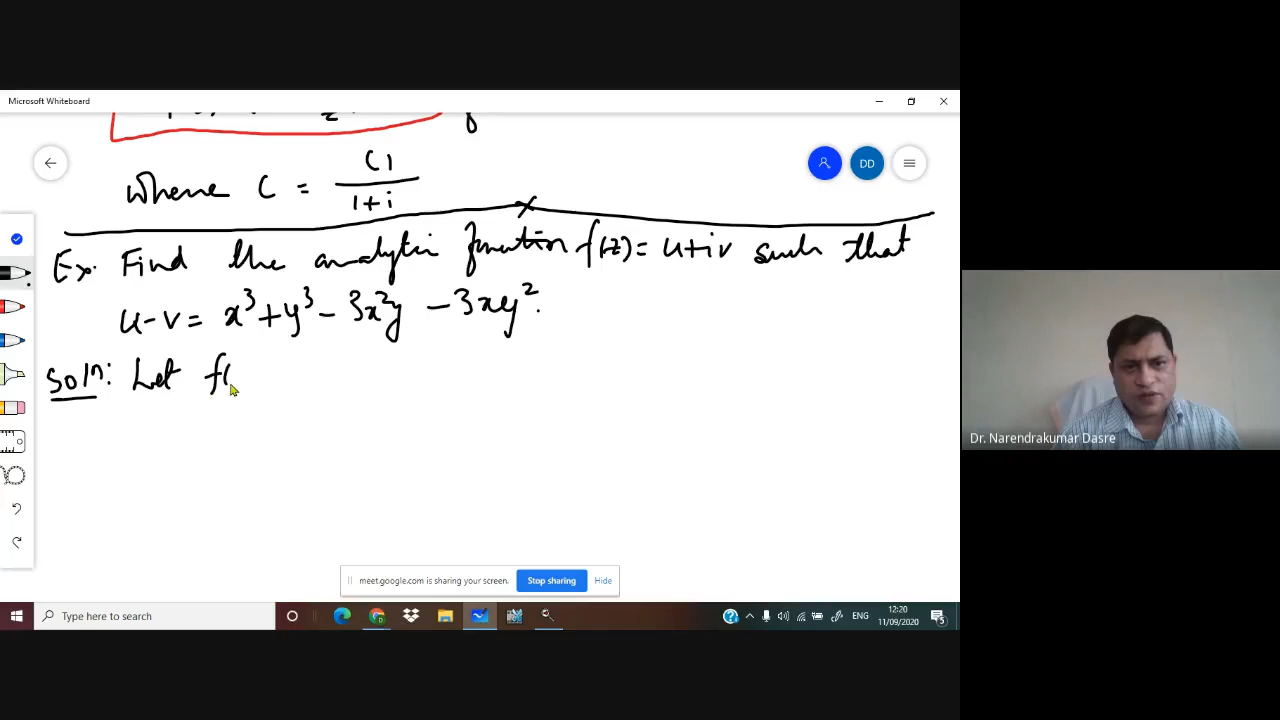 Microsoft Whiteboard
where C = C1/(1+i)
DD
Ex. Find the analytic function f(z) = u+iv such that
u-v = x³+y³-3x²y -3xy².
Soln: Let f(
Dr. Narendrakumar Dasre
meet.google.com is sharing your screen.
Stop sharing
Hide
Type here to search
ENG
12:20
11/09/2020
5